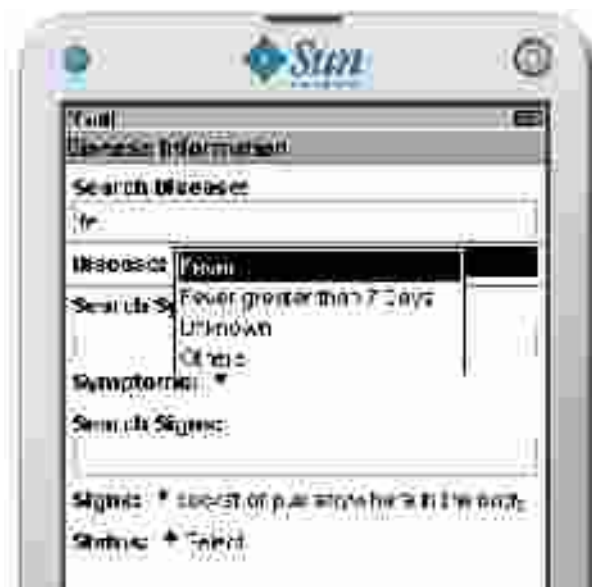 Sun
Disease Information
Search Disease:
fe
Disease:
Fever
Fever greater than 7 Days
Search
Unknown
Others
Symptoms: *
Search Signs:
Signs: *
Status: * Select